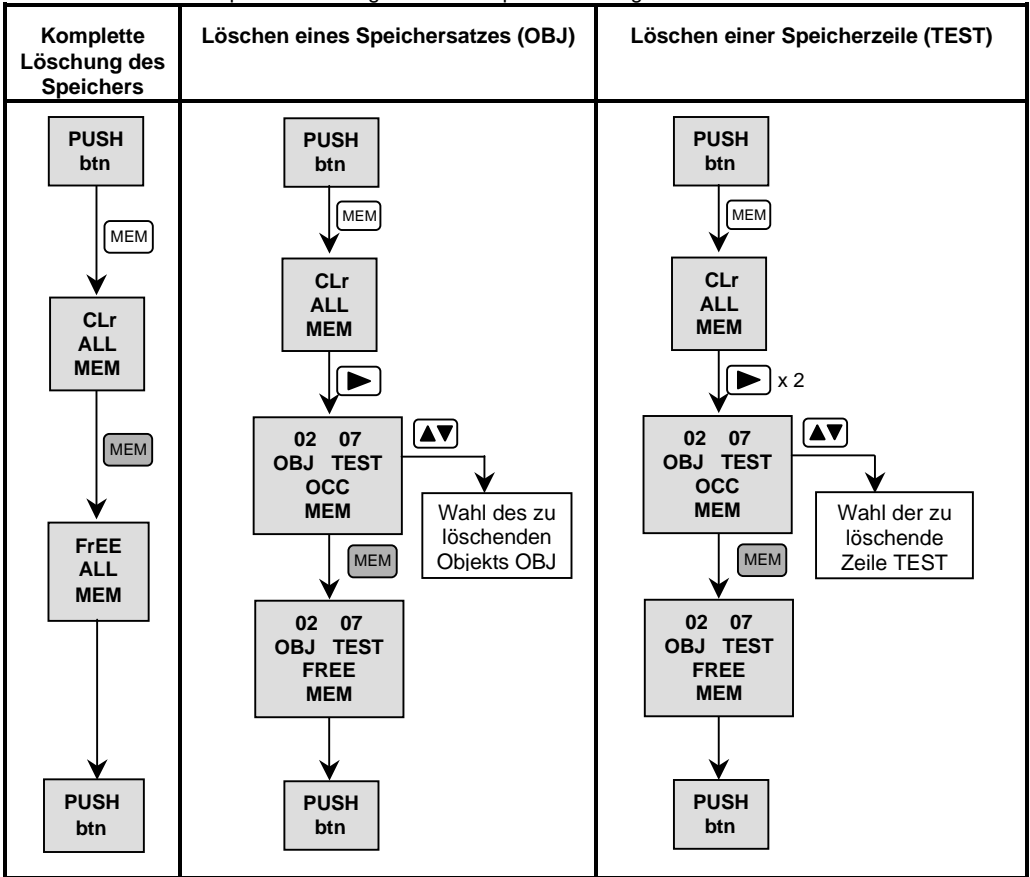 Komplette
Löschung des
Speichers
Löschen eines Speichersatzes (OBJ)
Löschen einer Speicherzeile (TEST)
PUSH
btn
MEM
CLr
ALL
MEM
MEM
FrEE
ALL
MEM
PUSH
btn
PUSH
btn
MEM
CLr
ALL
MEM
02 07
OBJ TEST
OCC
MEM
Wahl des zu
löschenden
Objekts OBJ
MEM
02 07
OBJ TEST
FREE
MEM
PUSH
btn
PUSH
btn
MEM
CLr
ALL
MEM
x 2
02 07
OBJ TEST
OCC
MEM
Wahl der zu
löschende
Zeile TEST
MEM
02 07
OBJ TEST
FREE
MEM
PUSH
btn